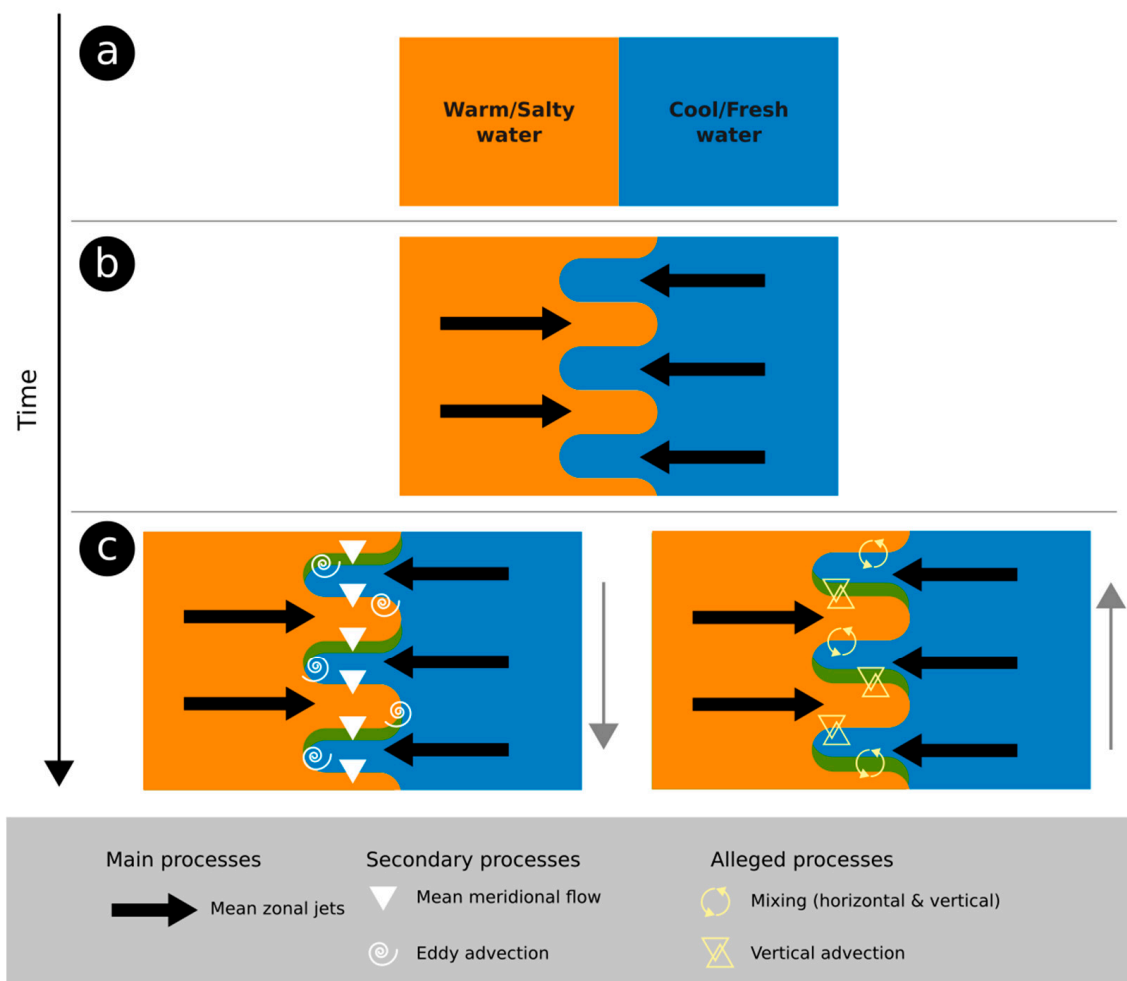 a
Warm/Salty
water
Cool/Fresh
water
b
Time
c
Main processes
Mean zonal jets
Secondary processes
Mean meridional flow
Eddy advection
Alleged processes
Mixing (horizontal & vertical)
Vertical advection